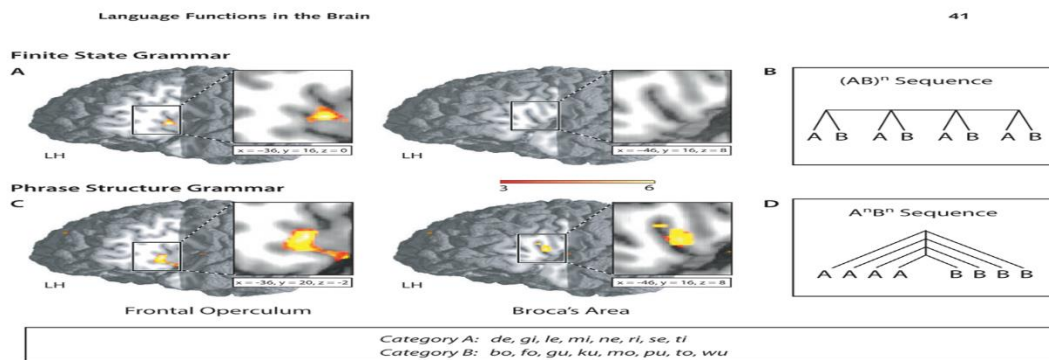 Language Functions in the Brain 41
Finite State Grammar
A B
(AB)ⁿ Sequence
A B A B A B A B
LH LH
x = −36, y = 16, z = 0 x = −46, y = 16, z = 8
Phrase Structure Grammar
3 6
C D
AⁿBⁿ Sequence
A A A A B B B B
LH LH
x = −36, y = 20, z = −2 x = −46, y = 16, z = 8
Frontal Operculum Broca's Area
Category A: de, gi, le, mi, ne, ri, se, ti
Category B: bo, fo, gu, ku, mo, pu, to, wu